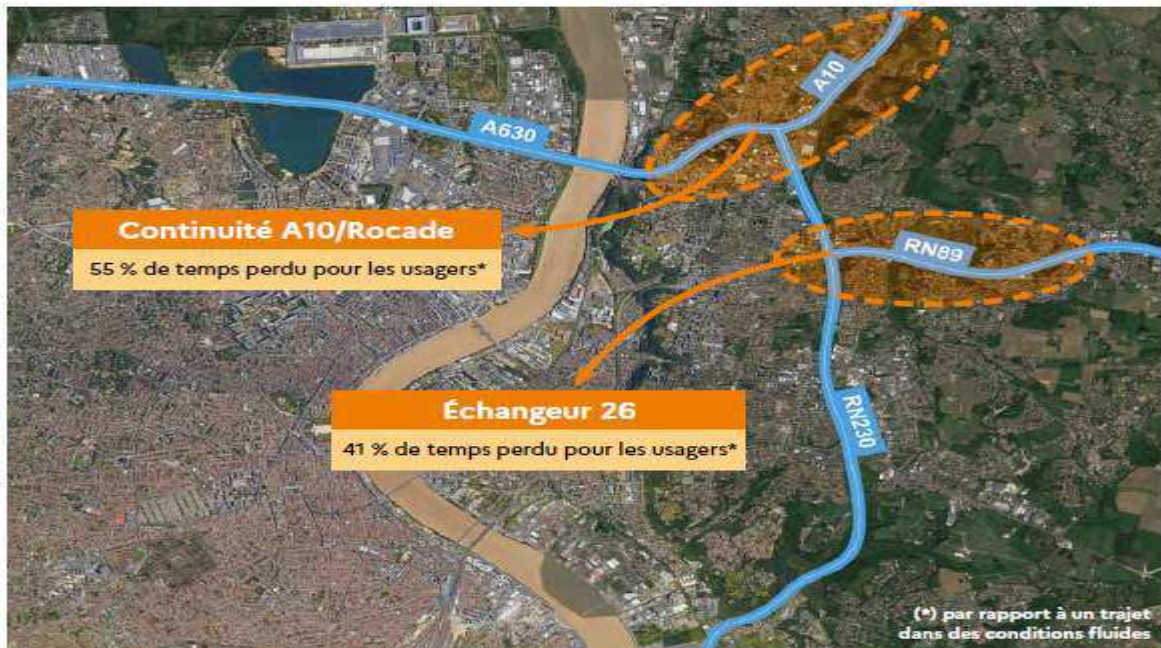 A10
A630
Continuité A10/Rocade
55 % de temps perdu pour les usagers*
RN89
Échangeur 26
41 % de temps perdu pour les usagers*
RN230
(*) par rapport à un trajet
dans des conditions fluides